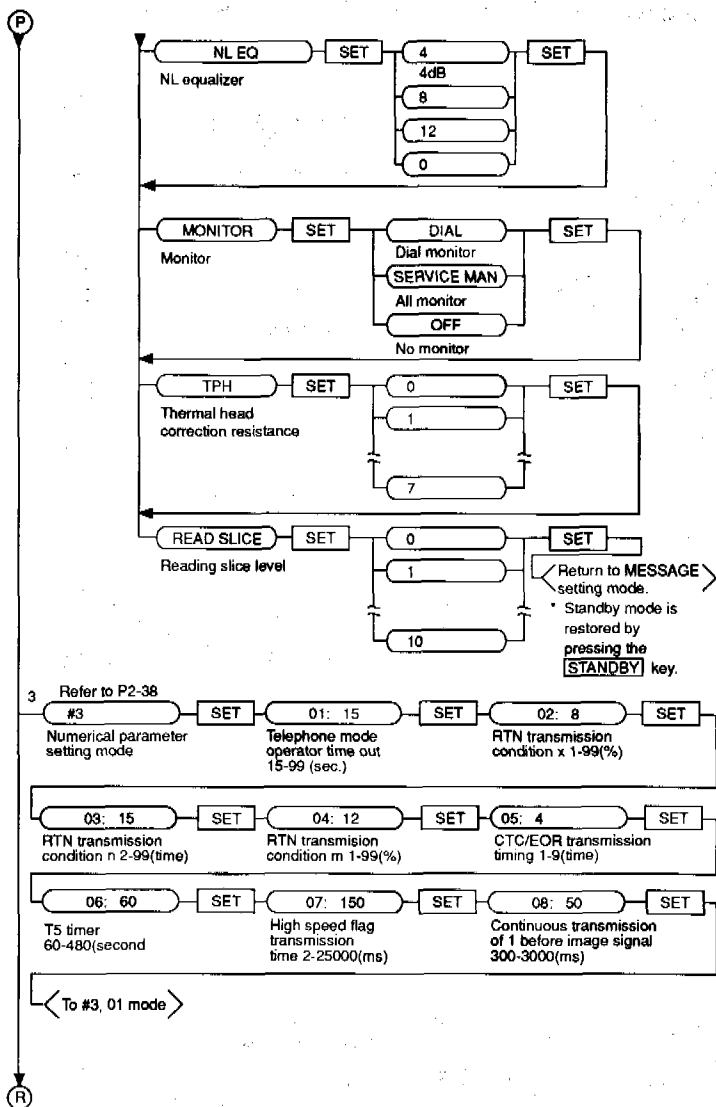 P
NL EQ SET 4 SET
NL equalizer 4dB
8
12
0
MONITOR SET DIAL SET
Monitor Dial monitor
SERVICE MAN
All monitor
OFF
No monitor
TPH SET 0 SET
Thermal head
correction resistance
1
7
READ SLICE SET 0 SET
Reading slice level
1
10
Return to MESSAGE
setting mode.
* Standby mode is
restored by
pressing the
STANDBY key.
3 Refer to P2-38
#3 SET 01: 15 SET 02: 8 SET
Numerical parameter
setting mode
Telephone mode
operator time out
15-99 (sec.)
RTN transmission
condition x 1-99(%)
03: 15 SET 04: 12 SET 05: 4 SET
RTN transmission
condition n 2-99(time)
RTN transmision
condition m 1-99(%)
CTC/EOR transmission
timing 1-9(time)
06: 60 SET 07: 150 SET 08: 50 SET
T5 timer
60-480(second
High speed flag
transmission
time 2-25000(ms)
Continuous transmission
of 1 before image signal
300-3000(ms)
To #3, 01 mode
R